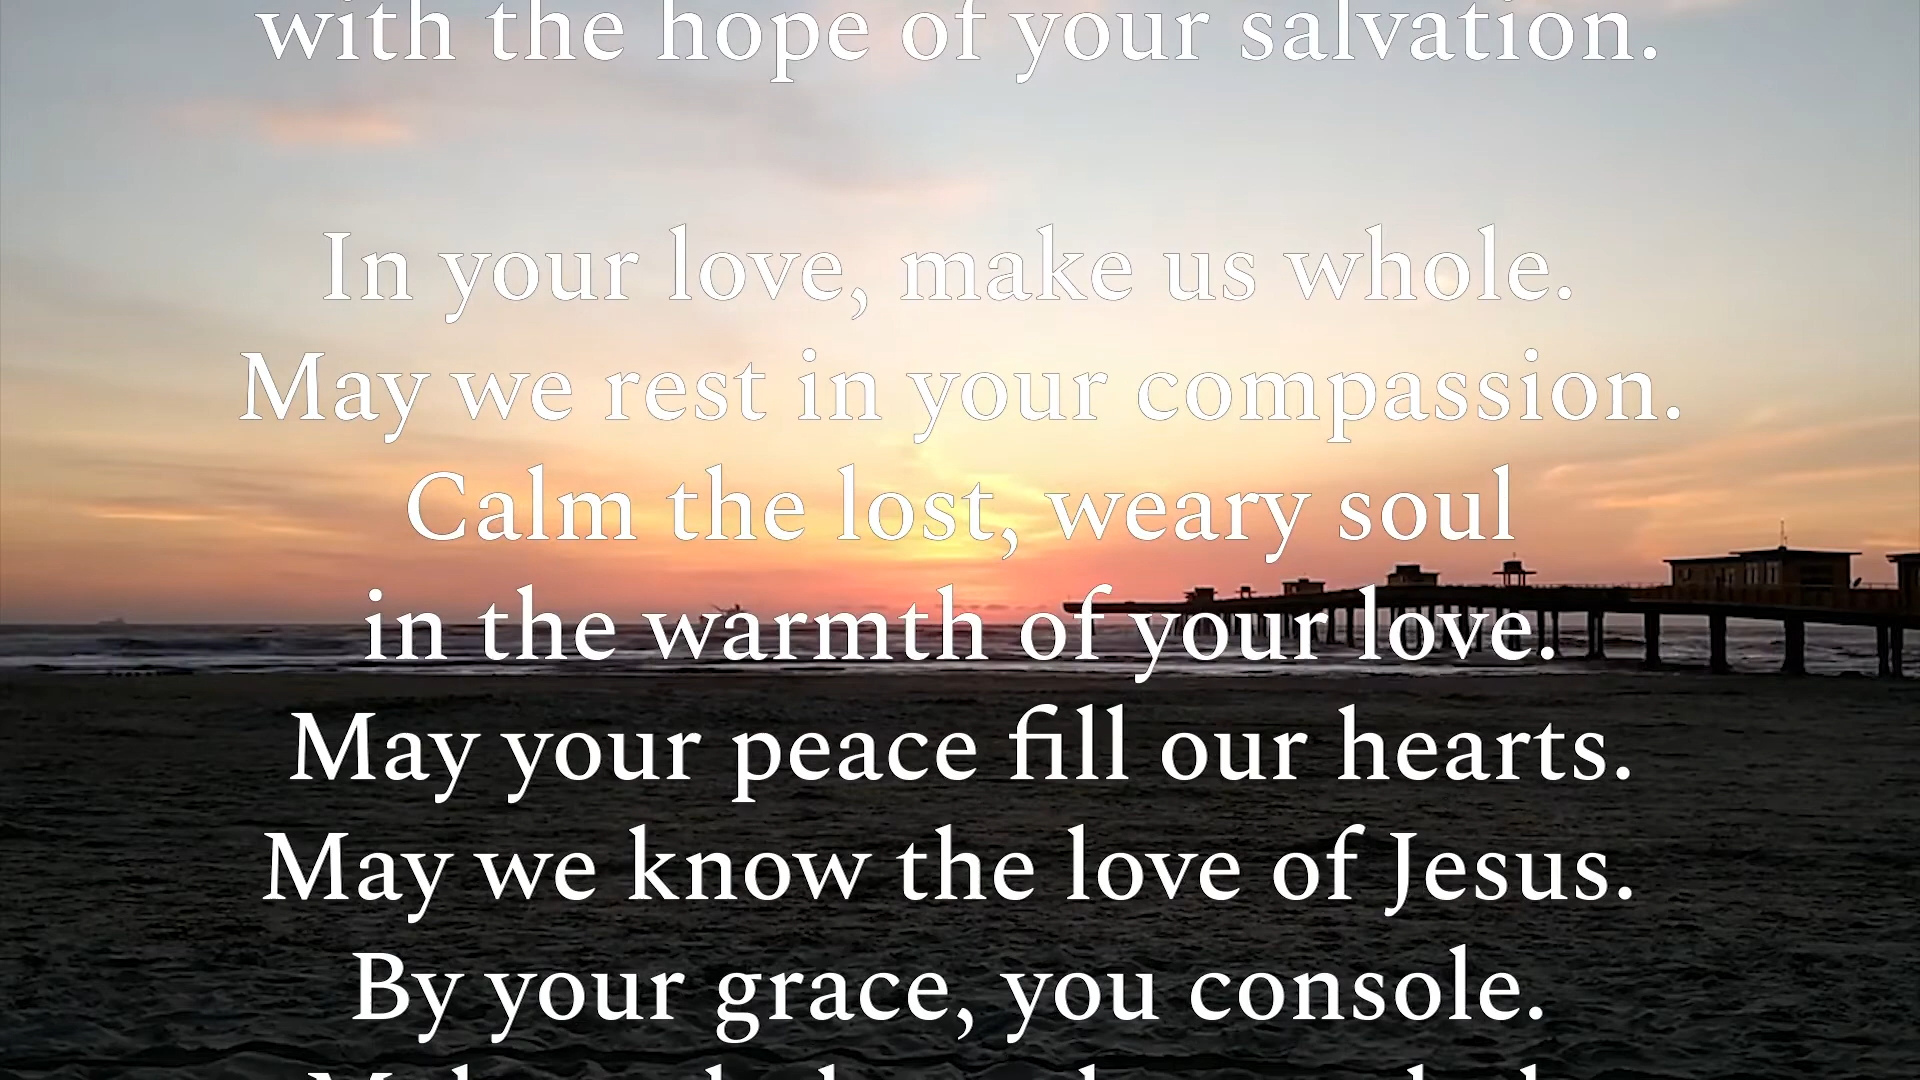 with the hope of your salvation.
In your love, make us whole.
May we rest in your compassion.
Calm the lost, weary soul
in the warmth of your love.
May your peace fill our hearts.
May we know the love of Jesus.
By your grace, you console.